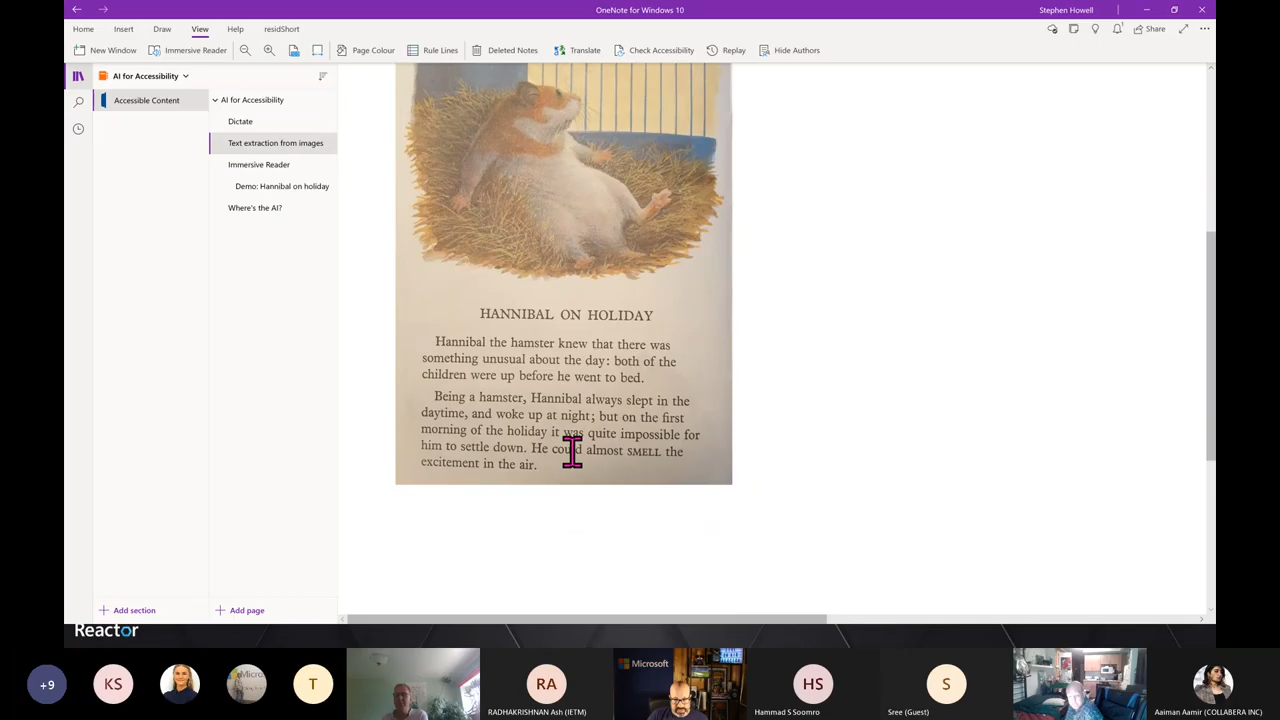 OneNote for Windows 10
Stephen Howell
Home Insert Draw View Help residShort
Share
New Window Immersive Reader Page Colour Rule Lines Deleted Notes Translate Check Accessibility Replay Hide Authors
AI for Accessibility
Accessible Content
AI for Accessibility
Dictate
Text extraction from images
Immersive Reader
Demo: Hannibal on holiday
Where's the AI?
HANNIBAL ON HOLIDAY
Hannibal the hamster knew that there was
something unusual about the day: both of the
children were up before he went to bed.
Being a hamster, Hannibal always slept in the
daytime, and woke up at night; but on the first
morning of the holiday it was quite impossible for
him to settle down. He could almost SMELL the
excitement in the air.
Add section
Add page
Reactor
+9
KS
Micro
T
RA
Microsoft
HS
S
RADHAKRISHNAN Ash (IETM)
Hammad S Soomro
Sree (Guest)
Aaiman Aamir (COLLABERA INC)